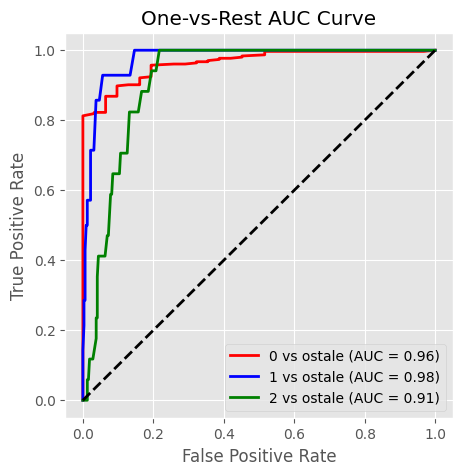 One-vs-Rest AUC Curve
True Positive Rate
1.0
0.8
0.6
0.4
0.2
0.0
0 vs ostale (AUC = 0.96)
1 vs ostale (AUC = 0.98)
2 vs ostale (AUC = 0.91)
0.0 0.2 0.4 0.6 0.8 1.0
False Positive Rate